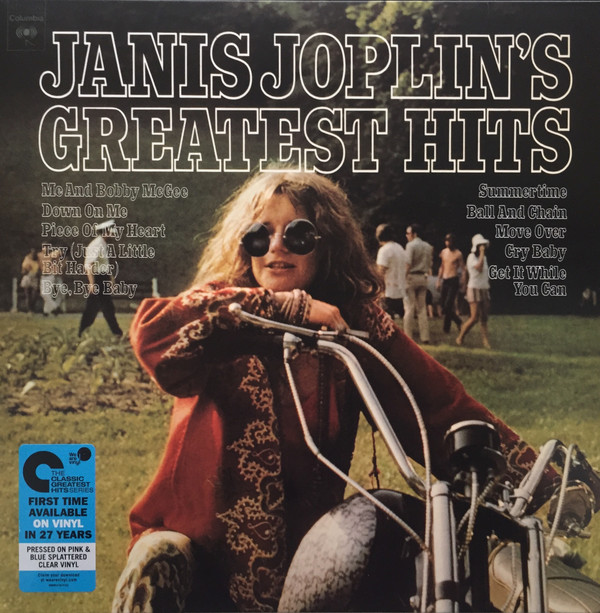 Columbia
JANIS JOPLIN'S
GREATEST HITS
Me And Bobby McGee
Down On Me
Piece Of My Heart
Try (Just A Little
Bit Harder)
Bye, Bye Baby
Summertime
Ball And Chain
Move Over
Cry Baby
Get It While
You Can
THE
CLASSIC
GREATEST
HITS SERIES
FIRST TIME
AVAILABLE
ON VINYL
IN 27 YEARS
PRESSED ON PINK &
BLUE SPLATTERED
CLEAR VINYL